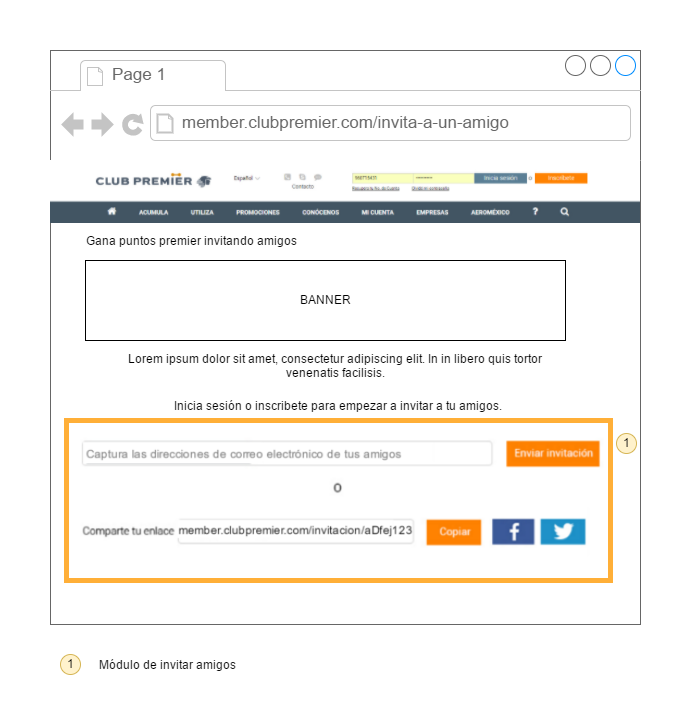 Page 1
member.clubpremier.com/invita-a-un-amigo
CLUB PREMIER
Español
Contacto
Iniciar sesión
o
Inscríbete
ACUMULA UTILIZA PROMOCIONES CONÓCENOS MI CUENTA EMPRESAS AEROMÉXICO ?
Gana puntos premier invitando amigos
BANNER
Lorem ipsum dolor sit amet, consectetur adipiscing elit. In in libero quis tortor
venenatis facilisis.
Inicia sesión o inscribete para empezar a invitar a tu amigos.
Captura las direcciones de correo electrónico de tus amigos
Enviar invitación
1
O
Comparte tu enlace member.clubpremier.com/invitacion/aDfej123 Copiar f
1 Módulo de invitar amigos